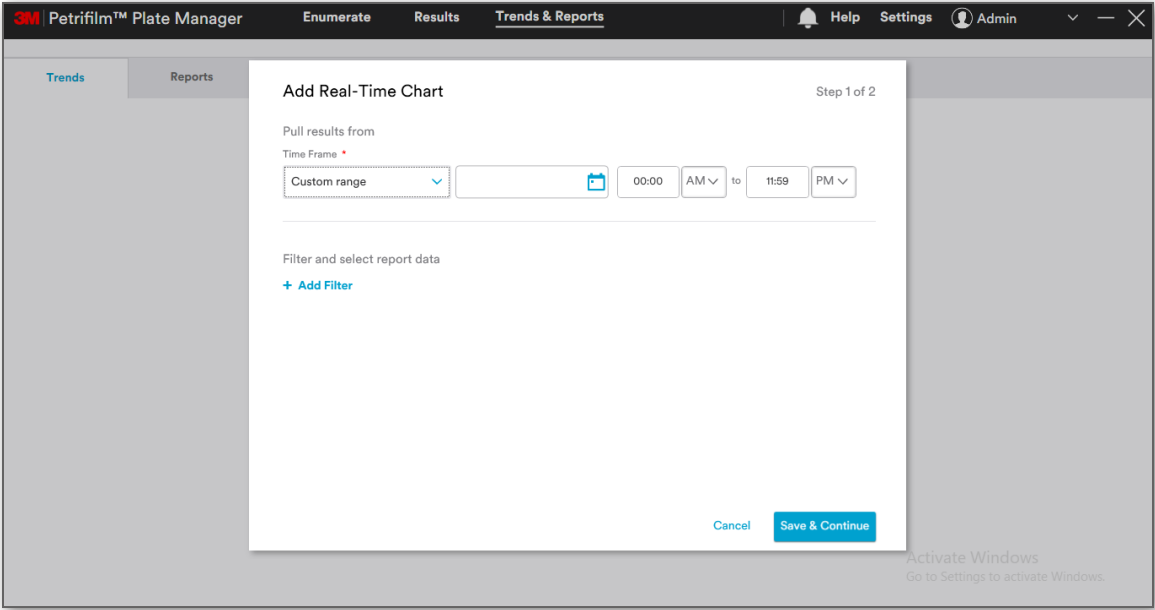 3M Petrifilm™ Plate Manager Enumerate Results Trends & Reports Help Settings Admin
Trends Reports
Add Real-Time Chart Step 1 of 2
Pull results from
Time Frame *
Custom range 00:00 AM to 11:59 PM
Filter and select report data
+ Add Filter
Cancel Save & Continue
Activate Windows
Go to Settings to activate Windows.